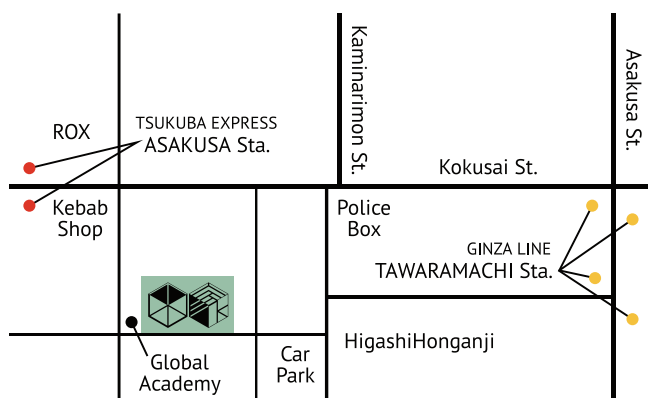 ROX
TSUKUBA EXPRESS
ASAKUSA Sta.
Kaminarimon St.
Asakusa St.
Kokusai St.
Kebab
Shop
Police
Box
GINZA LINE
TAWARAMACHI Sta.
Global
Academy
Car
Park
HigashiHonganji